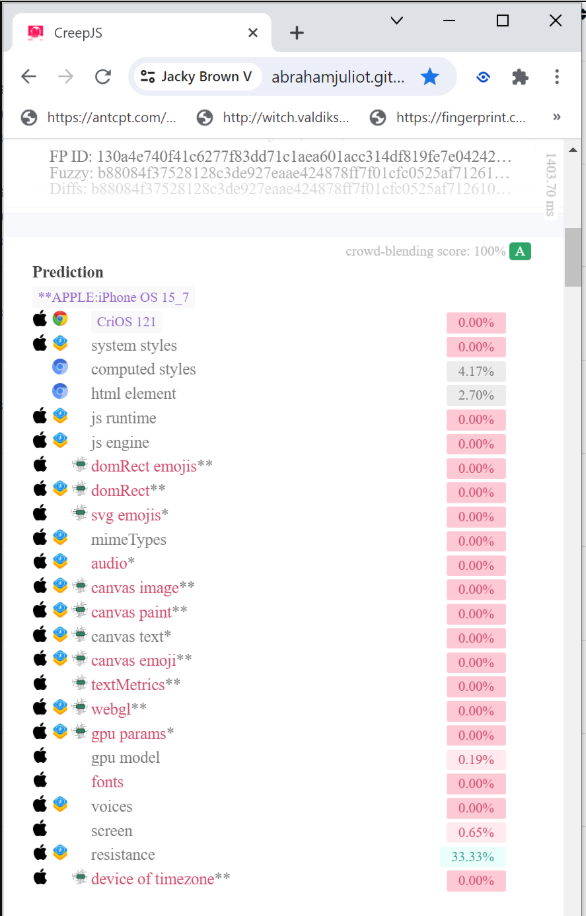 CreepJS
Jacky Brown V abrahamjuliot.git...
https://antcpt.com/... http://witch.valdiks... https://fingerprint.c... »
FP ID: 130a4e740f41c6277f83dd71c1aea601acc314df819fe7e04242...
Fuzzy: b88084f37528128c3de927eaae424878ff7f01cfc0525af71261...
Diffs: b88084f37528128c3de927eaae424878ff7f01cfc0525af712610...
1403.70 ms
crowd-blending score: 100% A
Prediction
**APPLE:iPhone OS 15_7
CriOS 121 0.00%
system styles 0.00%
computed styles 4.17%
html element 2.70%
js runtime 0.00%
js engine 0.00%
domRect emojis** 0.00%
domRect** 0.00%
svg emojis* 0.00%
mimeTypes 0.00%
audio* 0.00%
canvas image** 0.00%
canvas paint** 0.00%
canvas text* 0.00%
canvas emoji** 0.00%
textMetrics** 0.00%
webgl** 0.00%
gpu params* 0.00%
gpu model 0.19%
fonts 0.00%
voices 0.00%
screen 0.65%
resistance 33.33%
device of timezone** 0.00%